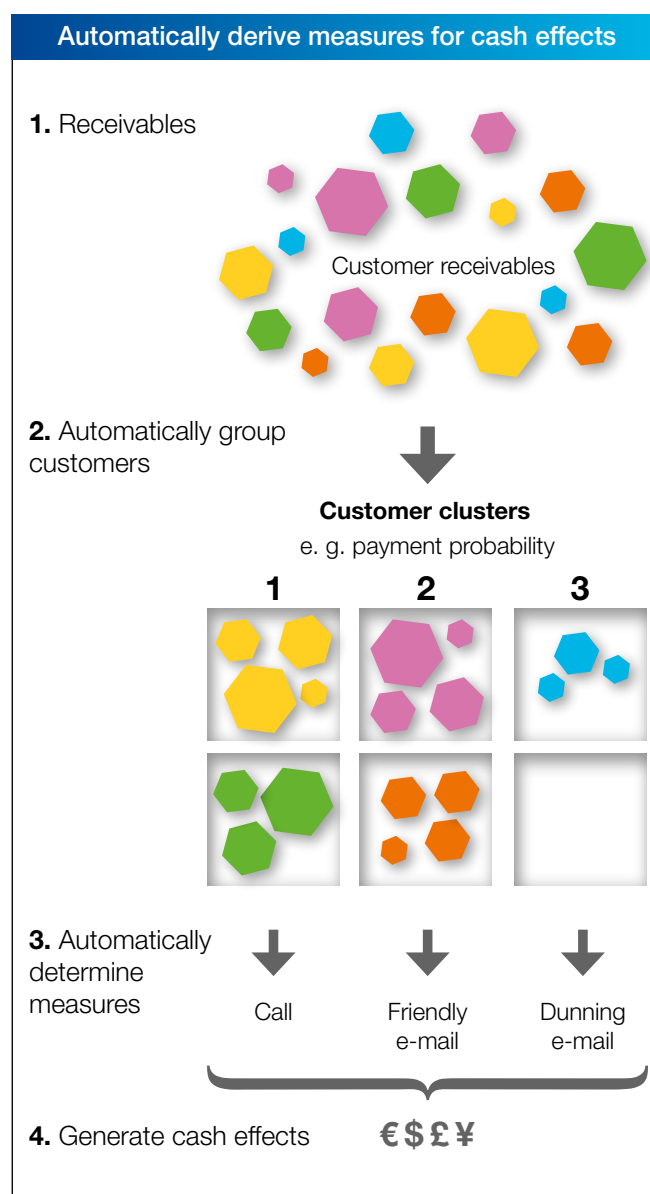 Automatically derive measures for cash effects
1. Receivables
Customer receivables
2. Automatically group
customers
Customer clusters
e. g. payment probability
1 2 3
3. Automatically
determine
measures
Call
Friendly
e-mail
Dunning
e-mail
4. Generate cash effects
€$£¥